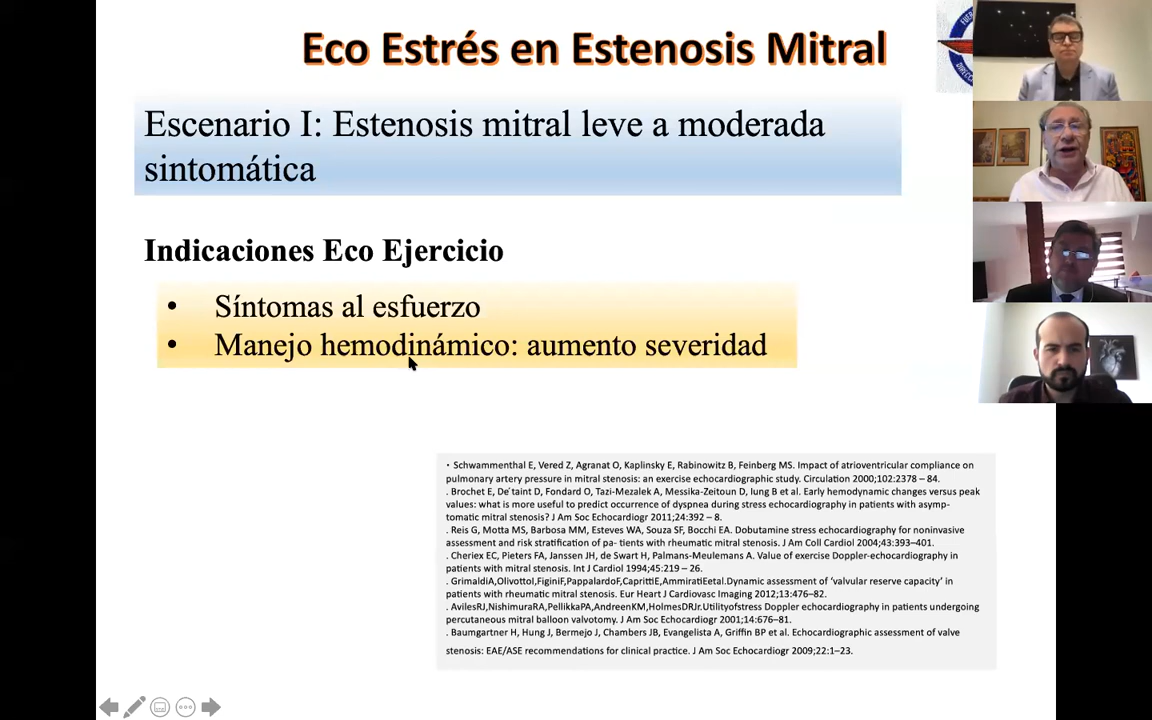 Eco Estrés en Estenosis Mitral
Escenario I: Estenosis mitral leve a moderada
sintomática
Indicaciones Eco Ejercicio
• Síntomas al esfuerzo
• Manejo hemodinámico: aumento severidad
· Schwammenthal E, Vered Z, Agranat O, Kaplinsky E, Rabinowitz B, Feinberg MS. Impact of atrioventricular compliance on
pulmonary artery pressure in mitral stenosis: an exercise echocardiographic study. Circulation 2000;102:2378 – 84.
. Brochet E, De´taint D, Fondard O, Tazi-Mezalek A, Messika-Zeitoun D, Iung B et al. Early hemodynamic changes versus peak
values: what is more useful to predict occurrence of dyspnea during stress echocardiography in patients with asymp-
tomatic mitral stenosis? J Am Soc Echocardiogr 2011;24:392 – 8.
. Reis G, Motta MS, Barbosa MM, Esteves WA, Souza SF, Bocchi EA. Dobutamine stress echocardiography for noninvasive
assessment and risk stratification of pa- tients with rheumatic mitral stenosis. J Am Coll Cardiol 2004;43:393–401.
. Cheriex EC, Pieters FA, Janssen JH, de Swart H, Palmans-Meulemans A. Value of exercise Doppler-echocardiography in
patients with mitral stenosis. Int J Cardiol 1994;45:219 – 26.
. GrimaldiA,OlivottoI,FiginiF,PappalardoF,CaprittiE,AmmiratiEetal.Dynamic assessment of ‘valvular reserve capacity’ in
patients with rheumatic mitral stenosis. Eur Heart J Cardiovasc Imaging 2012;13:476–82.
. AvilesRJ,NishimuraRA,PellikkaPA,AndreenKM,HolmesDRJr.Utilityofstress Doppler echocardiography in patients undergoing
percutaneous mitral balloon valvotomy. J Am Soc Echocardiogr 2001;14:676–81.
. Baumgartner H, Hung J, Bermejo J, Chambers JB, Evangelista A, Griffin BP et al. Echocardiographic assessment of valve
stenosis: EAE/ASE recommendations for clinical practice. J Am Soc Echocardiogr 2009;22:1–23.